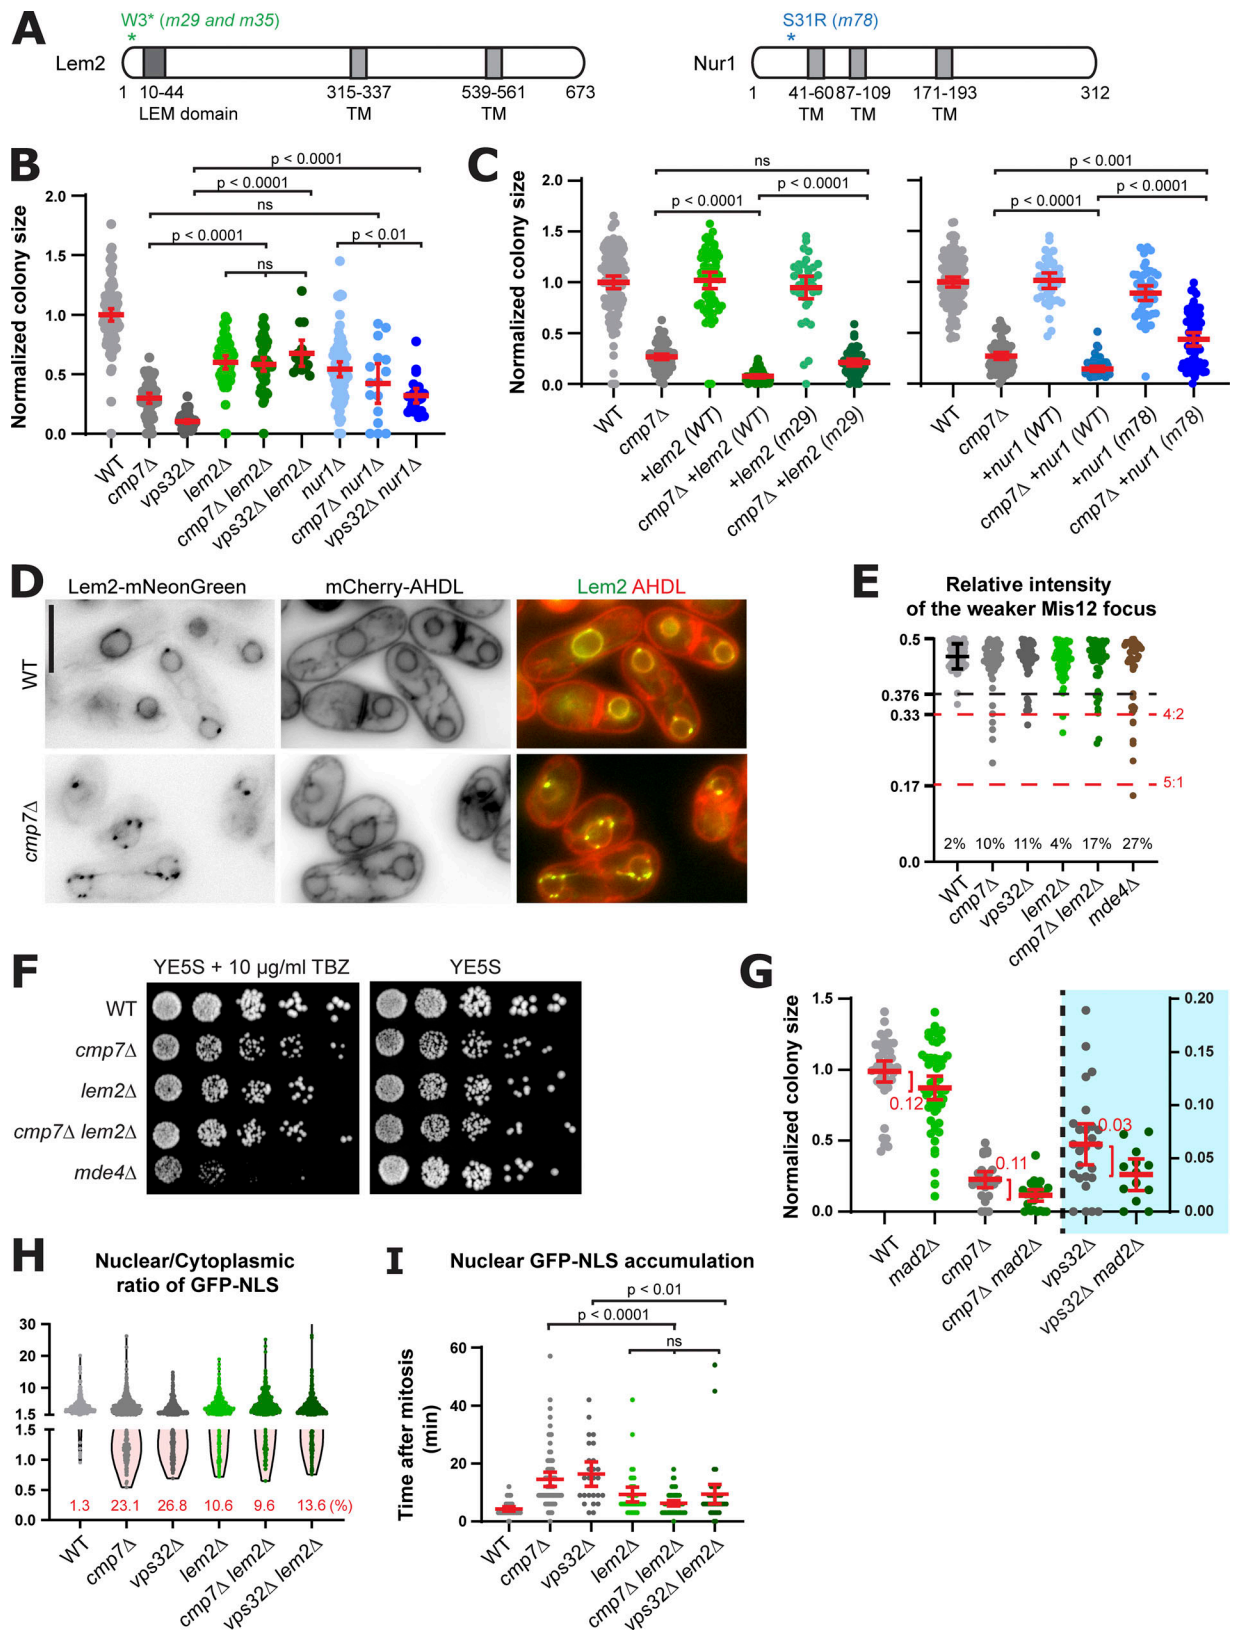 A
W3* (m29 and m35)
*
Lem2
1 10-44 315-337 539-561 673
LEM domain TM TM
S31R (m78)
*
Nur1
1 41-60 87-109 171-193 312
TM TM TM
B
Normalized colony size
2.0
1.5
1.0
0.5
0.0
p < 0.0001
p < 0.0001
ns
p < 0.0001
p < 0.01
ns
WT
cmp7Δ
vps32Δ
lem2Δ
cmp7Δ lem2Δ
vps32Δ lem2Δ
nur1Δ
cmp7Δ nur1Δ
vps32Δ nur1Δ
C
Normalized colony size
2.0
1.5
1.0
0.5
0.0
ns
p < 0.0001
p < 0.0001
WT
cmp7Δ
+lem2 (WT)
cmp7Δ +lem2 (WT)
+lem2 (m29)
cmp7Δ +lem2 (m29)
p < 0.001
p < 0.0001
p < 0.0001
WT
cmp7Δ
+nur1 (WT)
cmp7Δ +nur1 (WT)
+nur1 (m78)
cmp7Δ +nur1 (m78)
D
Lem2-mNeonGreen mCherry-AHDL Lem2 AHDL
WT
cmp7Δ
E
Relative intensity
of the weaker Mis12 focus
0.5
0.376
0.33
0.17
0.0
4:2
5:1
2% 10% 11% 4% 17% 27%
WT
cmp7Δ
vps32Δ
lem2Δ
cmp7Δ lem2Δ
mde4Δ
F
YE5S + 10 µg/ml TBZ YE5S
WT
cmp7Δ
lem2Δ
cmp7Δ lem2Δ
mde4Δ
G
Normalized colony size
1.5
1.0
0.5
0.0
0.12
0.11
0.03
0.20
0.15
0.10
0.05
0.00
WT
mad2Δ
cmp7Δ
cmp7Δ mad2Δ
vps32Δ
vps32Δ mad2Δ
H
Nuclear/Cytoplasmic
ratio of GFP-NLS
30
10
1.5
1.5
1.0
0.5
0.0
1.3 23.1 26.8 10.6 9.6 13.6 (%)
WT
cmp7Δ
vps32Δ
lem2Δ
cmp7Δ lem2Δ
vps32Δ lem2Δ
I
Nuclear GFP-NLS accumulation
Time after mitosis
(min)
60
40
20
0
p < 0.01
p < 0.0001
ns
WT
cmp7Δ
vps32Δ
lem2Δ
cmp7Δ lem2Δ
vps32Δ lem2Δ